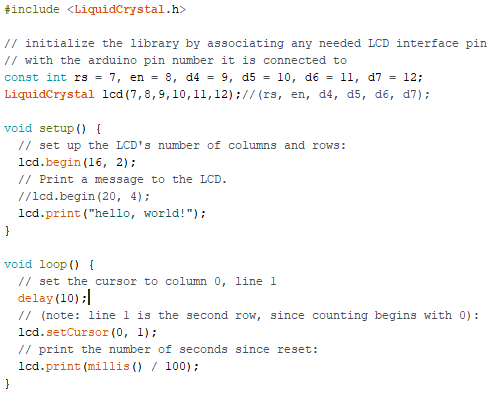 #include <LiquidCrystal.h>

// initialize the library by associating any needed LCD interface pin
// with the arduino pin number it is connected to
const int rs = 7, en = 8, d4 = 9, d5 = 10, d6 = 11, d7 = 12;
LiquidCrystal lcd(7,8,9,10,11,12);//(rs, en, d4, d5, d6, d7);

void setup() {
  // set up the LCD's number of columns and rows:
  lcd.begin(16, 2);
  // Print a message to the LCD.
  //lcd.begin(20, 4);
  lcd.print("hello, world!");
}

void loop() {
  // set the cursor to column 0, line 1
  delay(10);
  // (note: line 1 is the second row, since counting begins with 0):
  lcd.setCursor(0, 1);
  // print the number of seconds since reset:
  lcd.print(millis() / 100);
}